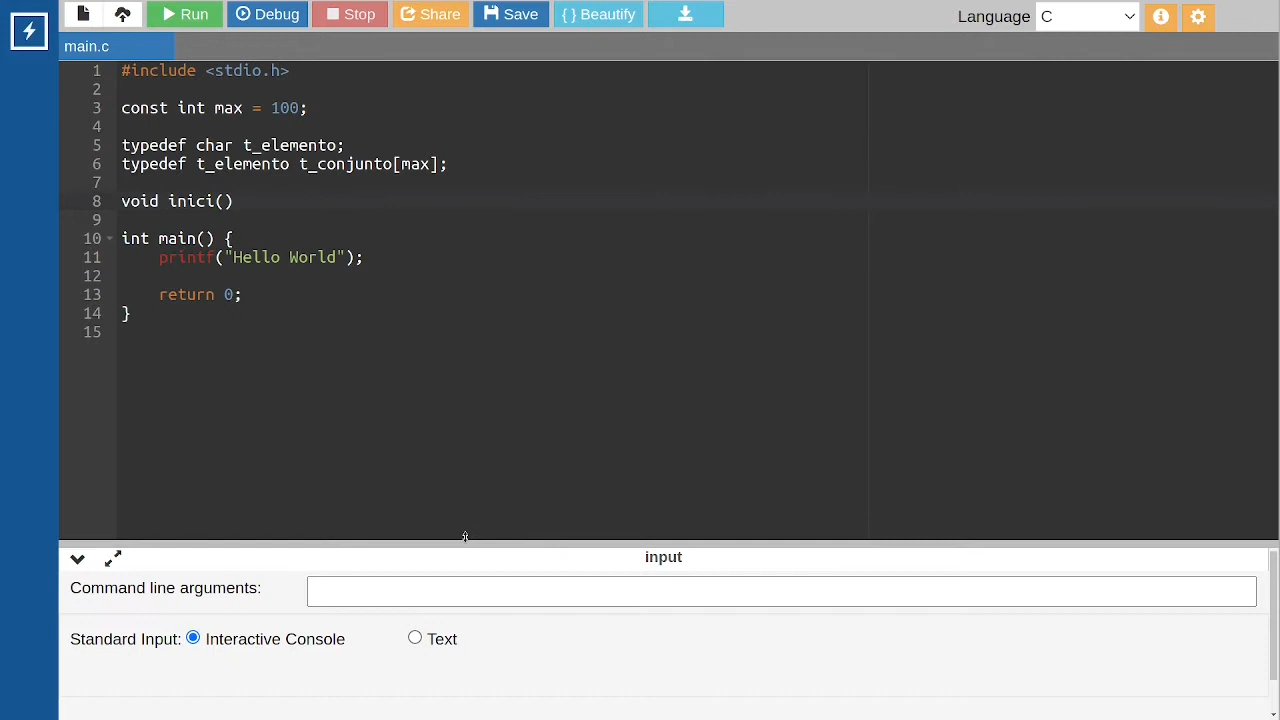 Run Debug Stop Share Save { } Beautify Language C
main.c
1 #include <stdio.h>
2
3 const int max = 100;
4
5 typedef char t_elemento;
6 typedef t_elemento t_conjunto[max];
7
8 void inici()
9
10 int main() {
11 printf("Hello World");
12
13 return 0;
14 }
15
input
Command line arguments:
Standard Input: Interactive Console Text